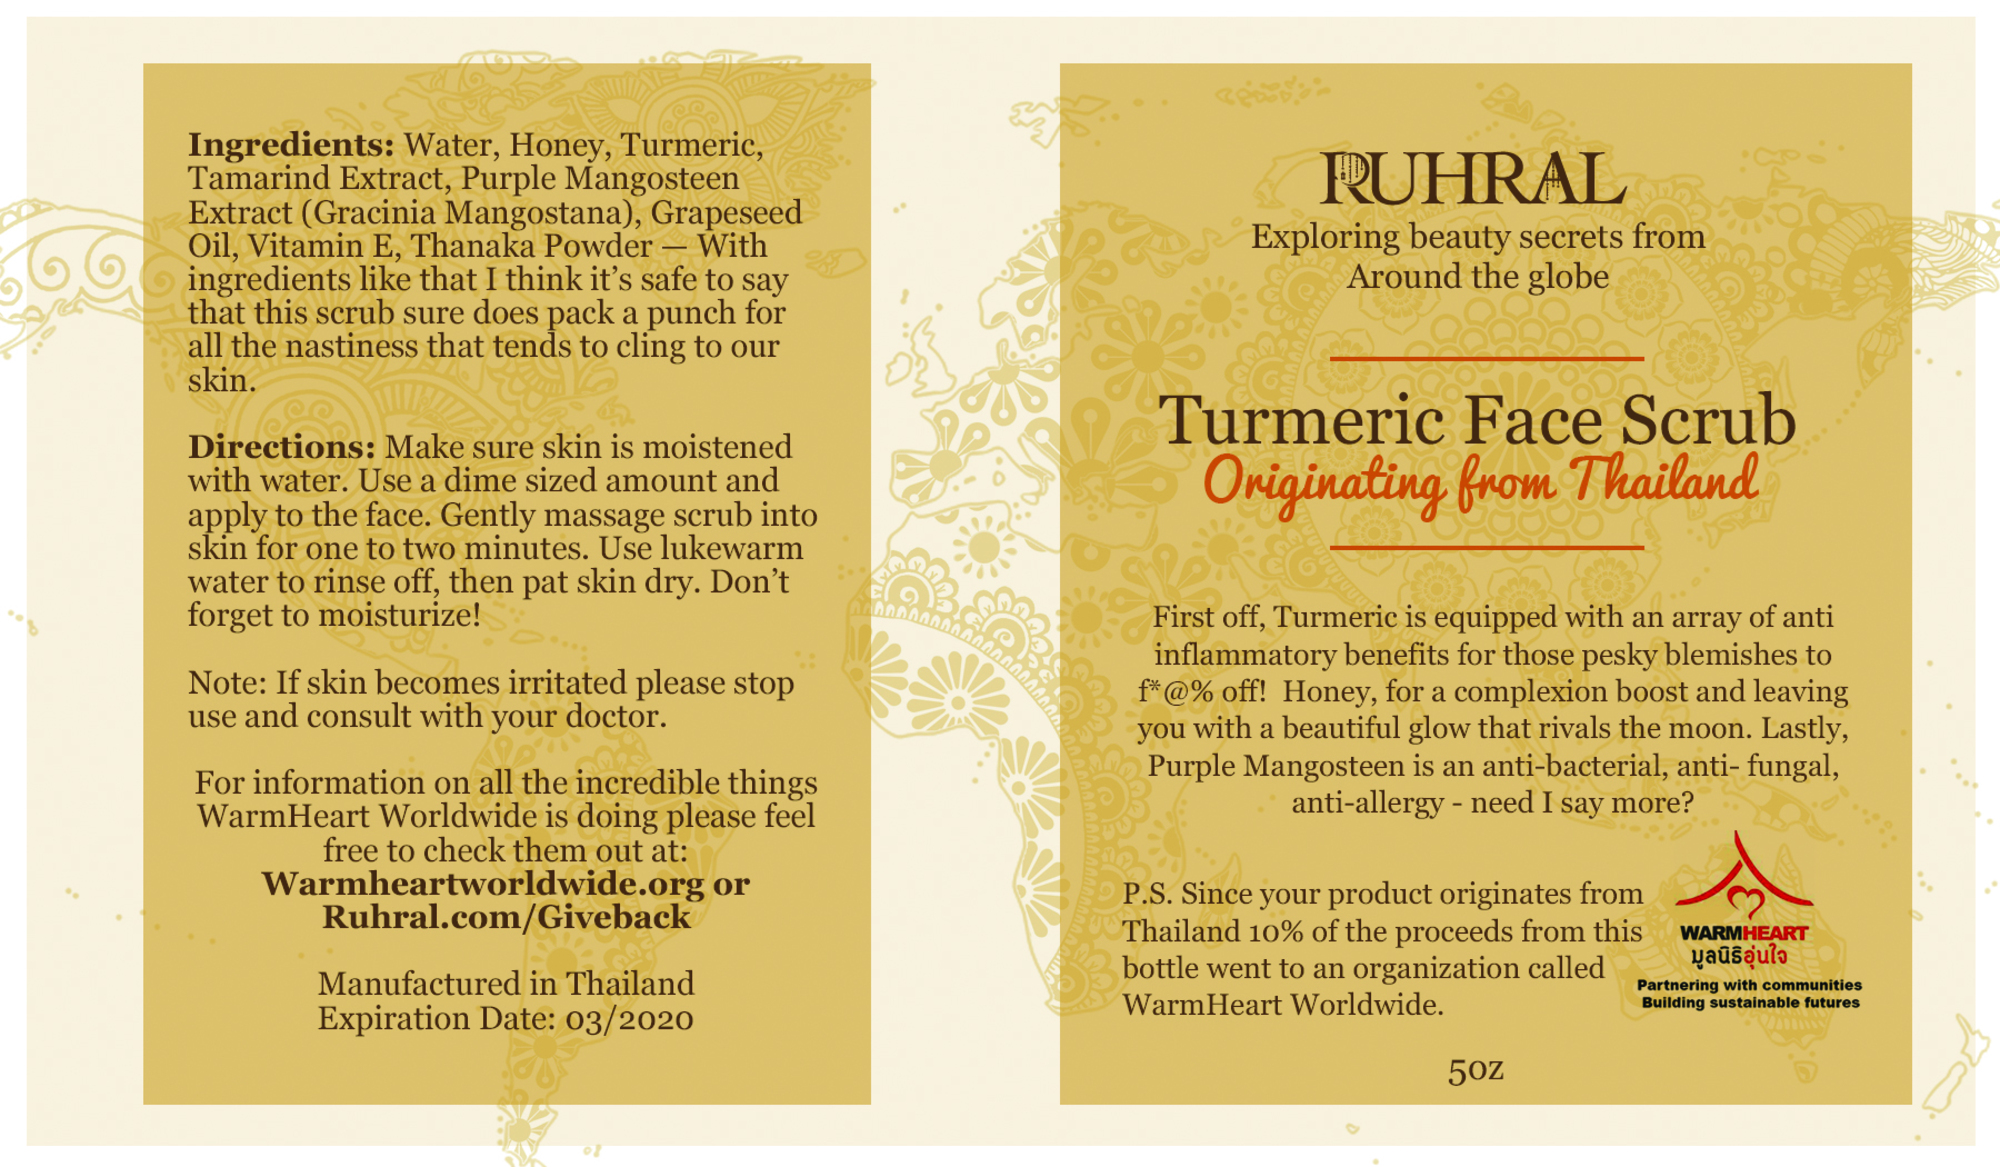 Ingredients: Water, Honey, Turmeric,
Tamarind Extract, Purple Mangosteen
Extract (Gracinia Mangostana), Grapeseed
Oil, Vitamin E, Thanaka Powder — With
ingredients like that I think it's safe to say
that this scrub sure does pack a punch for
all the nastiness that tends to cling to our
skin.
Directions: Make sure skin is moistened
with water. Use a dime sized amount and
apply to the face. Gently massage scrub into
skin for one to two minutes. Use lukewarm
water to rinse off, then pat skin dry. Don't
forget to moisturize!
Note: If skin becomes irritated please stop
use and consult with your doctor.
For information on all the incredible things
WarmHeart Worldwide is doing please feel
free to check them out at:
Warmheartworldwide.org or
Ruhral.com/Giveback
Manufactured in Thailand
Expiration Date: 03/2020
RUHRAL
Exploring beauty secrets from
Around the globe
Turmeric Face Scrub
Originating from Thailand
First off, Turmeric is equipped with an array of anti
inflammatory benefits for those pesky blemishes to
f*@% off!  Honey, for a complexion boost and leaving
you with a beautiful glow that rivals the moon. Lastly,
Purple Mangosteen is an anti-bacterial, anti- fungal,
anti-allergy - need I say more?
P.S. Since your product originates from
Thailand 10% of the proceeds from this
bottle went to an organization called
WarmHeart Worldwide.
WARMHEART
มูลนิธิอุ่นใจ
Partnering with communities
Building sustainable futures
5oz